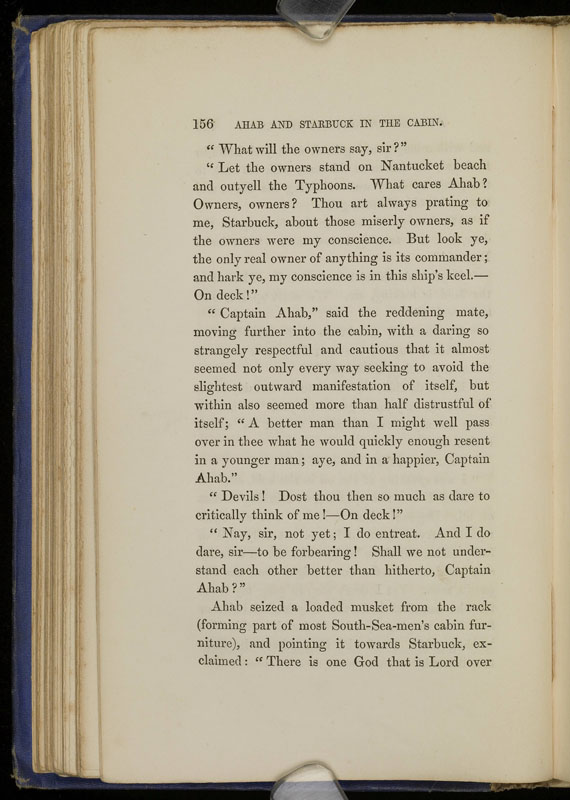 156 AHAB AND STARBUCK IN THE CABIN.
“ What will the owners say, sir?”
“ Let the owners stand on Nantucket beach
and outyell the Typhoons. What cares Ahab?
Owners, owners? Thou art always prating to
me, Starbuck, about those miserly owners, as if
the owners were my conscience. But look ye,
the only real owner of anything is its commander;
and hark ye, my conscience is in this ship’s keel.—
On deck!”
“ Captain Ahab,” said the reddening mate,
moving further into the cabin, with a daring so
strangely respectful and cautious that it almost
seemed not only every way seeking to avoid the
slightest outward manifestation of itself, but
within also seemed more than half distrustful of
itself; “ A better man than I might well pass
over in thee what he would quickly enough resent
in a younger man; aye, and in a happier, Captain
Ahab.”
“ Devils! Dost thou then so much as dare to
critically think of me!—On deck!”
“ Nay, sir, not yet; I do entreat. And I do
dare, sir—to be forbearing! Shall we not under-
stand each other better than hitherto, Captain
Ahab?”
Ahab seized a loaded musket from the rack
(forming part of most South-Sea-men’s cabin fur-
niture), and pointing it towards Starbuck, ex-
claimed: “ There is one God that is Lord over